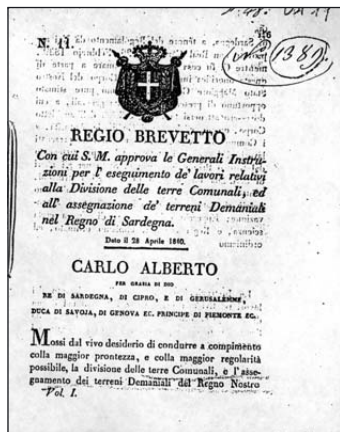 N. 11.
(N.° 1381)
REGIO BREVETTO
Con cui S. M. approva le Generali Instru-
zioni per l' eseguimento de' lavori relativi
alla Divisione delle terre Comunali, ed
all' assegnazione de' terreni Demaniali
nel Regno di Sardegna.
Dato il 28 Aprile 1840.
CARLO ALBERTO
PER GRAZIA DI DIO
RE DI SARDEGNA, DI CIPRO, E DI GERUSALEMME,
DUCA DI SAVOJA, DI GENOVA EC. PRINCIPE DI PIEMONTE EC.
Mossi dal vivo desiderio di condurre a compimento
colla maggior prontezza, e colla maggior regolarità
possibile, la divisione delle terre Comunali, e l'asse-
gnamento dei terreni Demaniali del Regno Nostro
Vol. I.